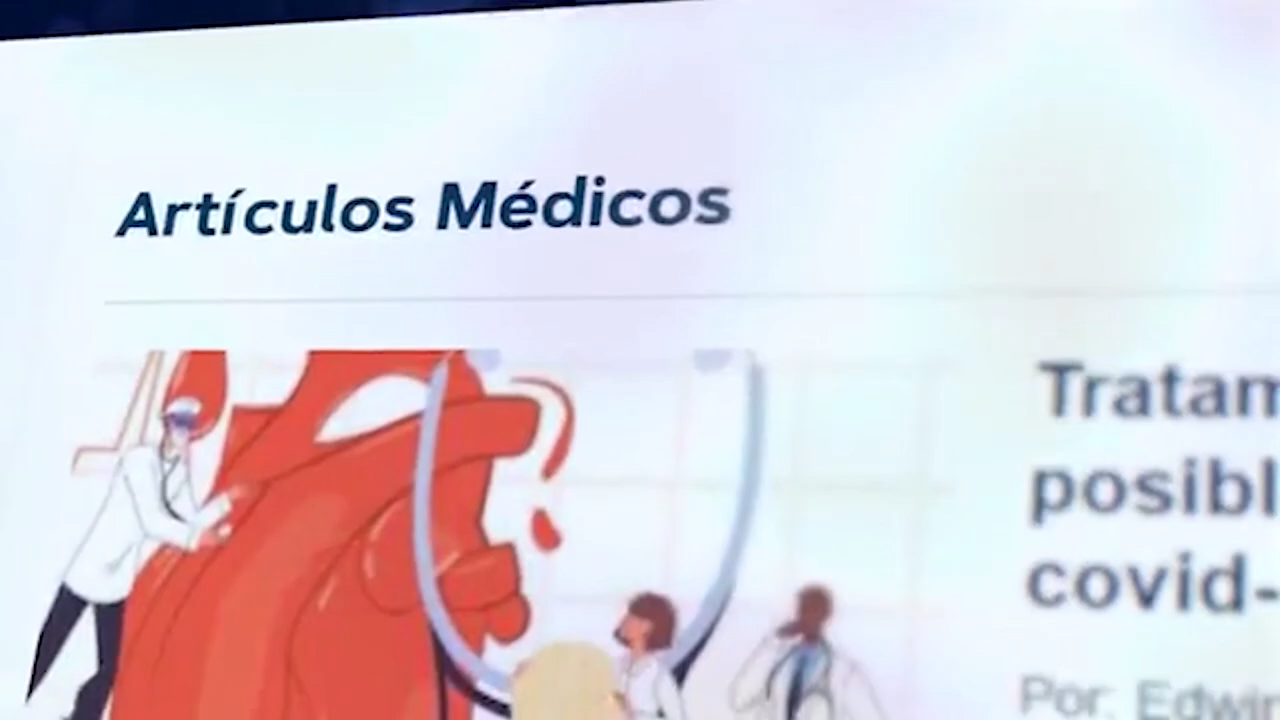 Artículos Médicos
Tratam
posibl
covid-
Por: Edwin